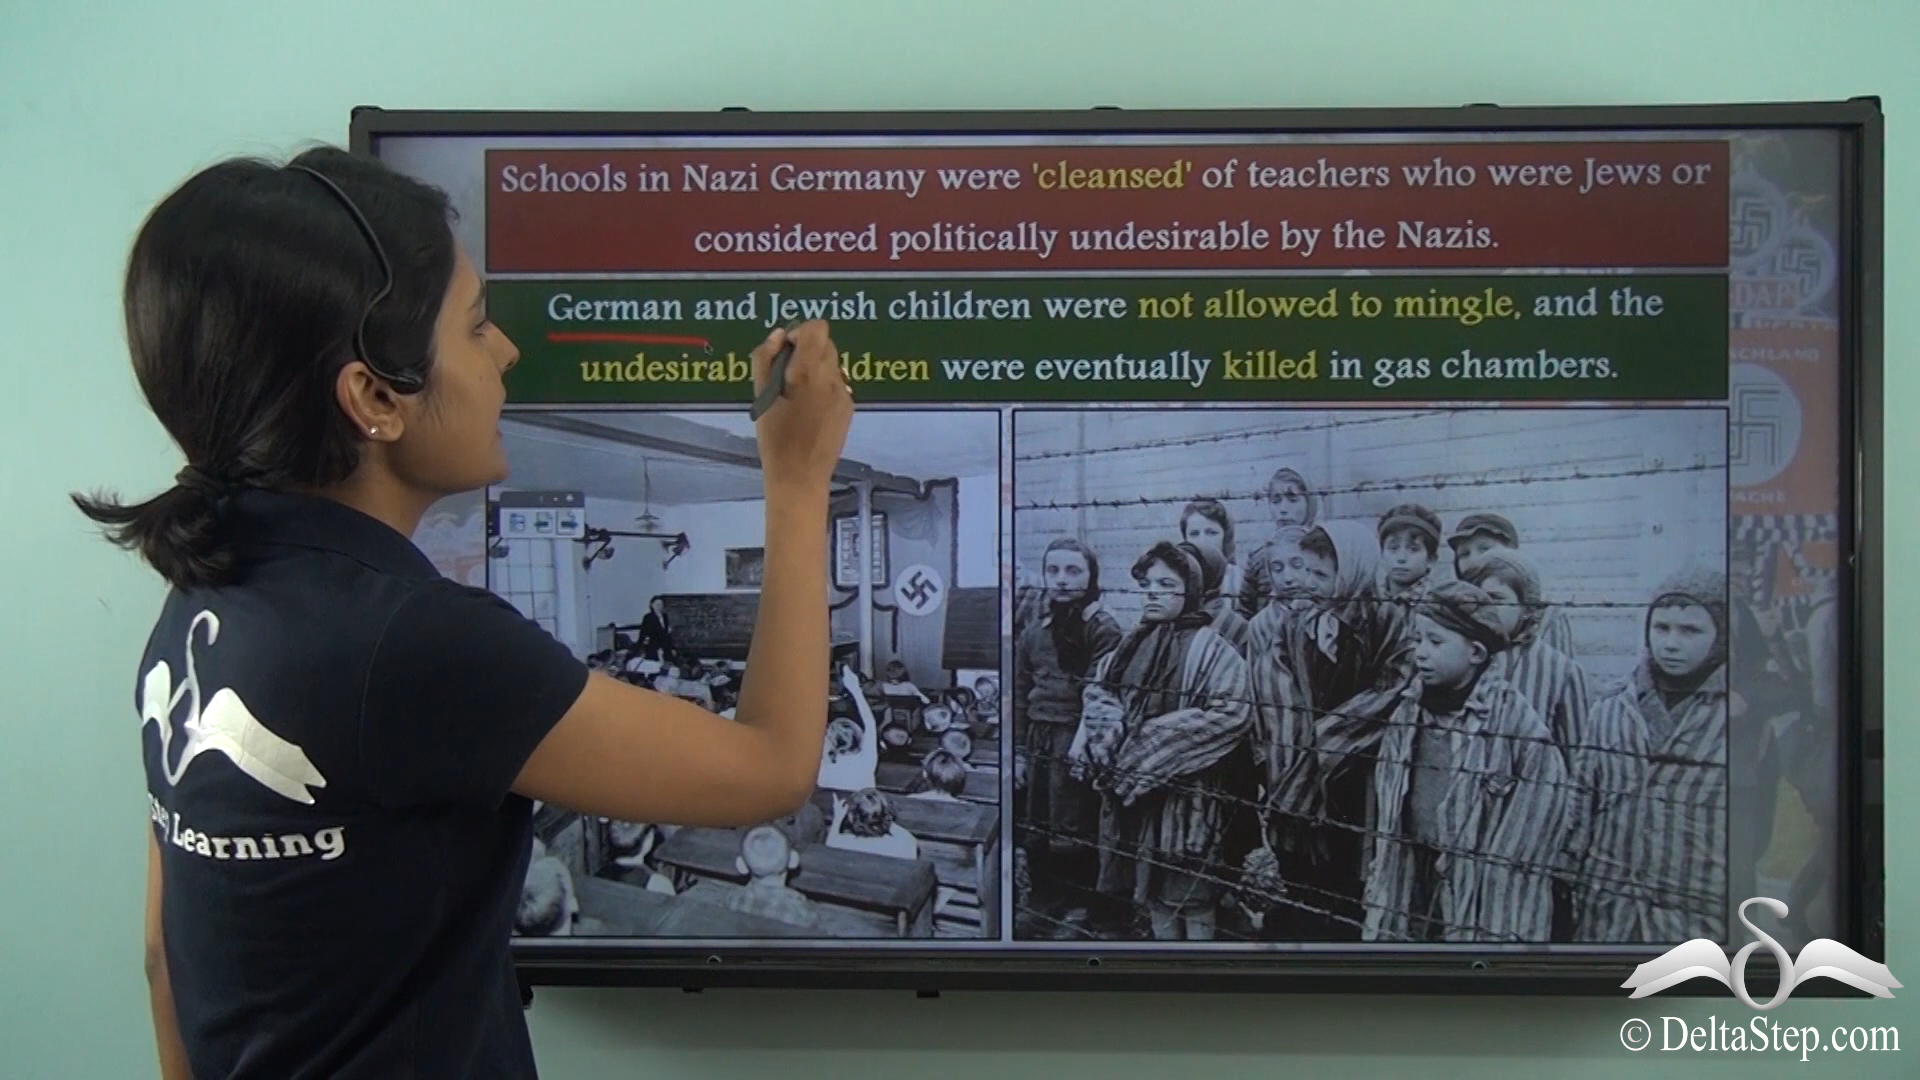 Schools in Nazi Germany were 'cleansed' of teachers who were Jews or
considered politically undesirable by the Nazis.
German and Jewish children were not allowed to mingle, and the
were eventually killed in gas chambers.
Learning
© DeltaStep.com